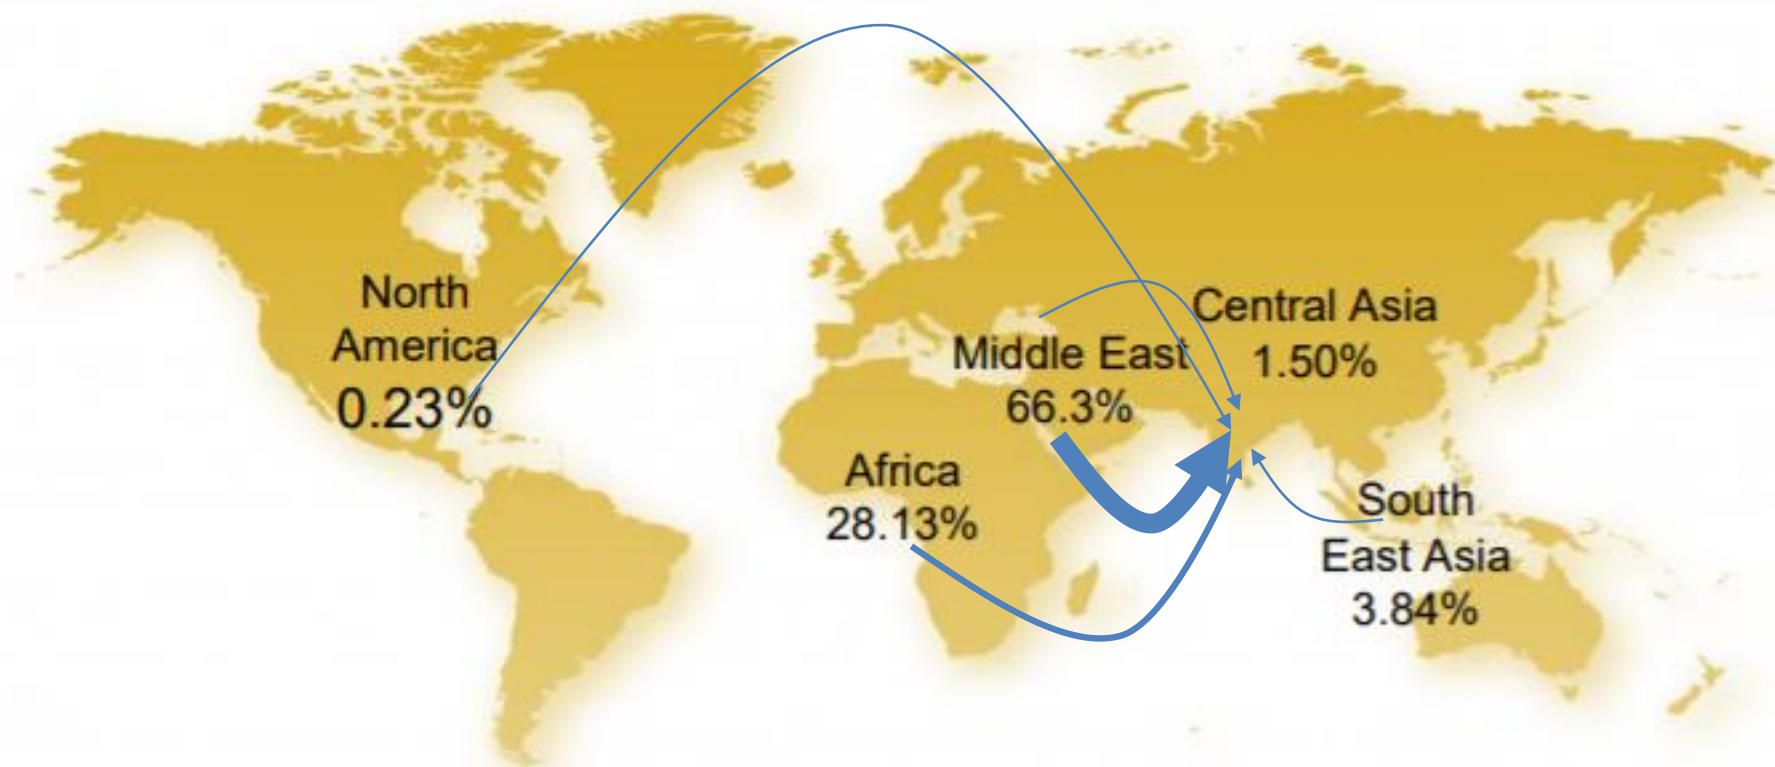 North
America
0.23%
Central Asia
1.50%
Middle East
66.3%
Africa
28.13%
South
East Asia
3.84%